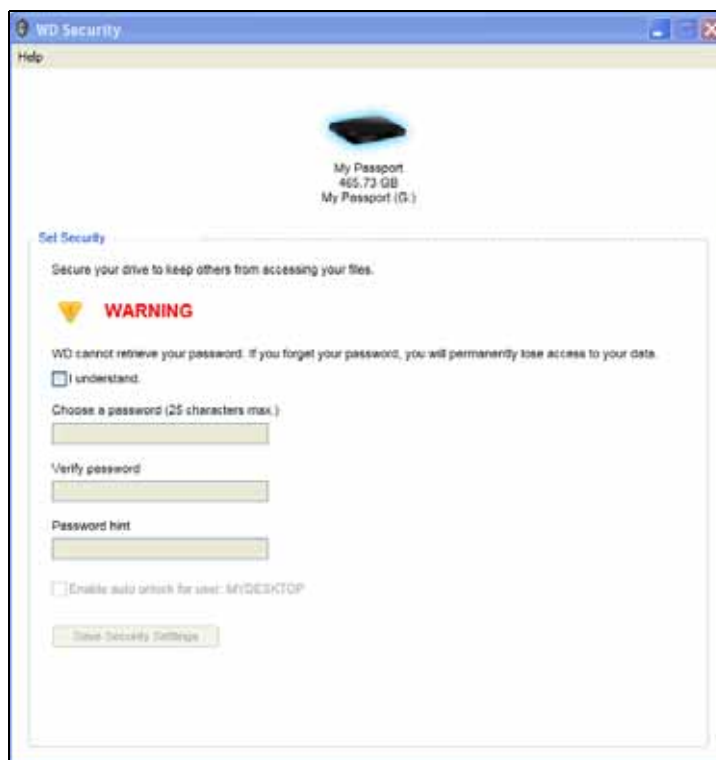 WD Security
Help
My Passport
465.73 GB
My Passport (G:)
Set Security
Secure your drive to keep others from accessing your files.
WARNING
WD cannot retrieve your password. If you forget your password, you will permanently lose access to your data.
I understand.
Choose a password (25 characters max.)
Verify password
Password hint
Enable auto unlock for user: MYDESKTOP
Save Security Settings